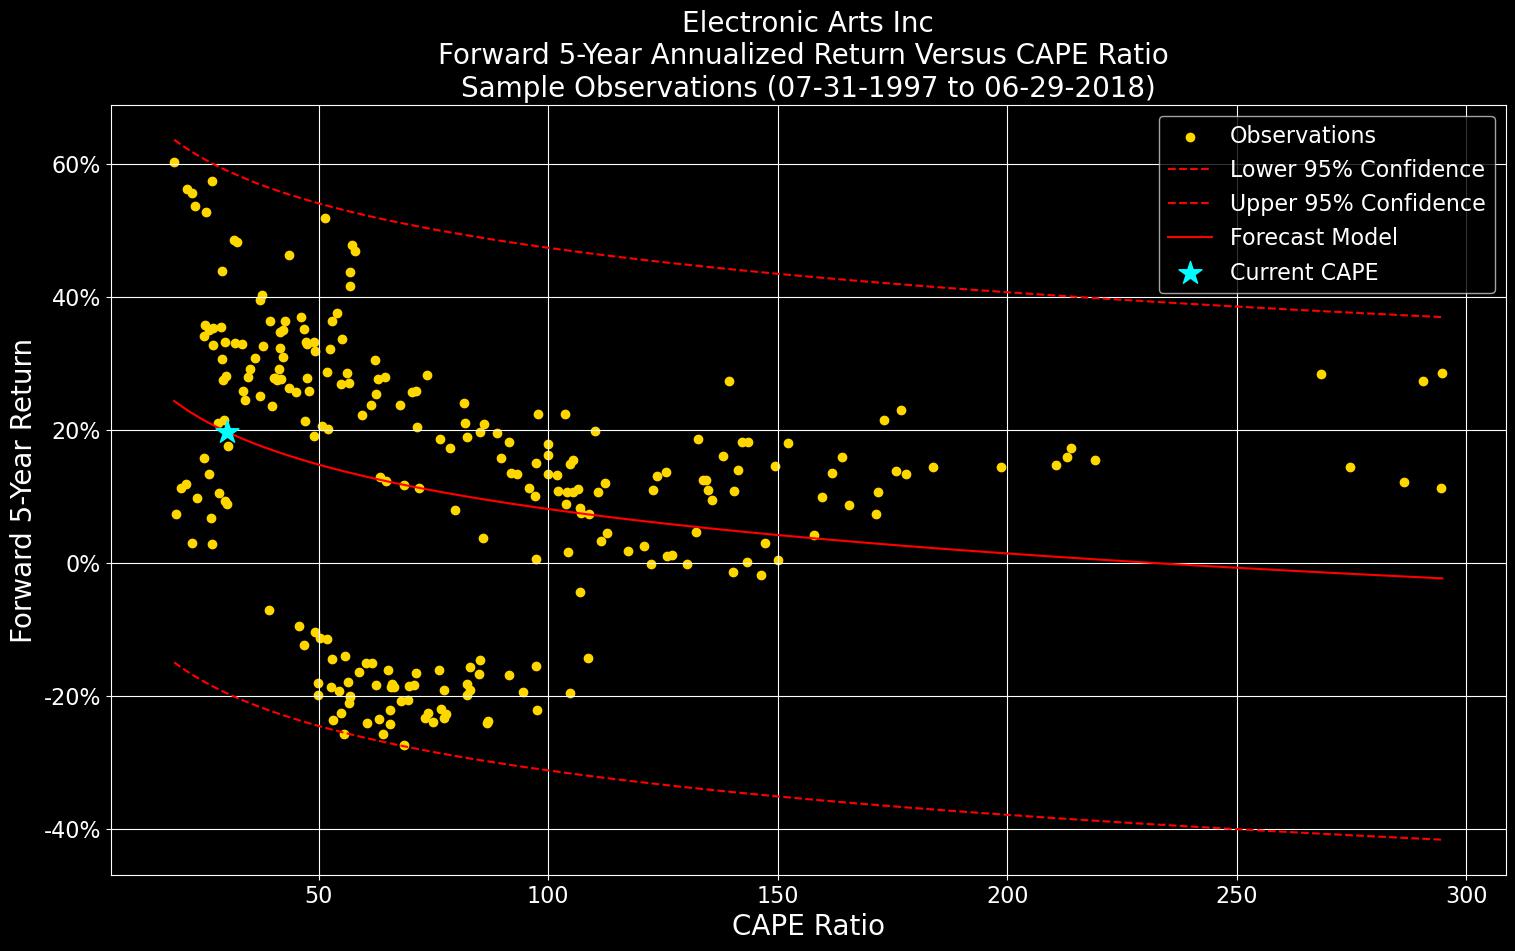 Electronic Arts Inc
Forward 5-Year Annualized Return Versus CAPE Ratio
Sample Observations (07-31-1997 to 06-29-2018)
Observations
Lower 95% Confidence
Upper 95% Confidence
Forecast Model
Current CAPE
Forward 5-Year Return
60%
40%
20%
0%
-20%
-40%
50 100 150 200 250 300
CAPE Ratio